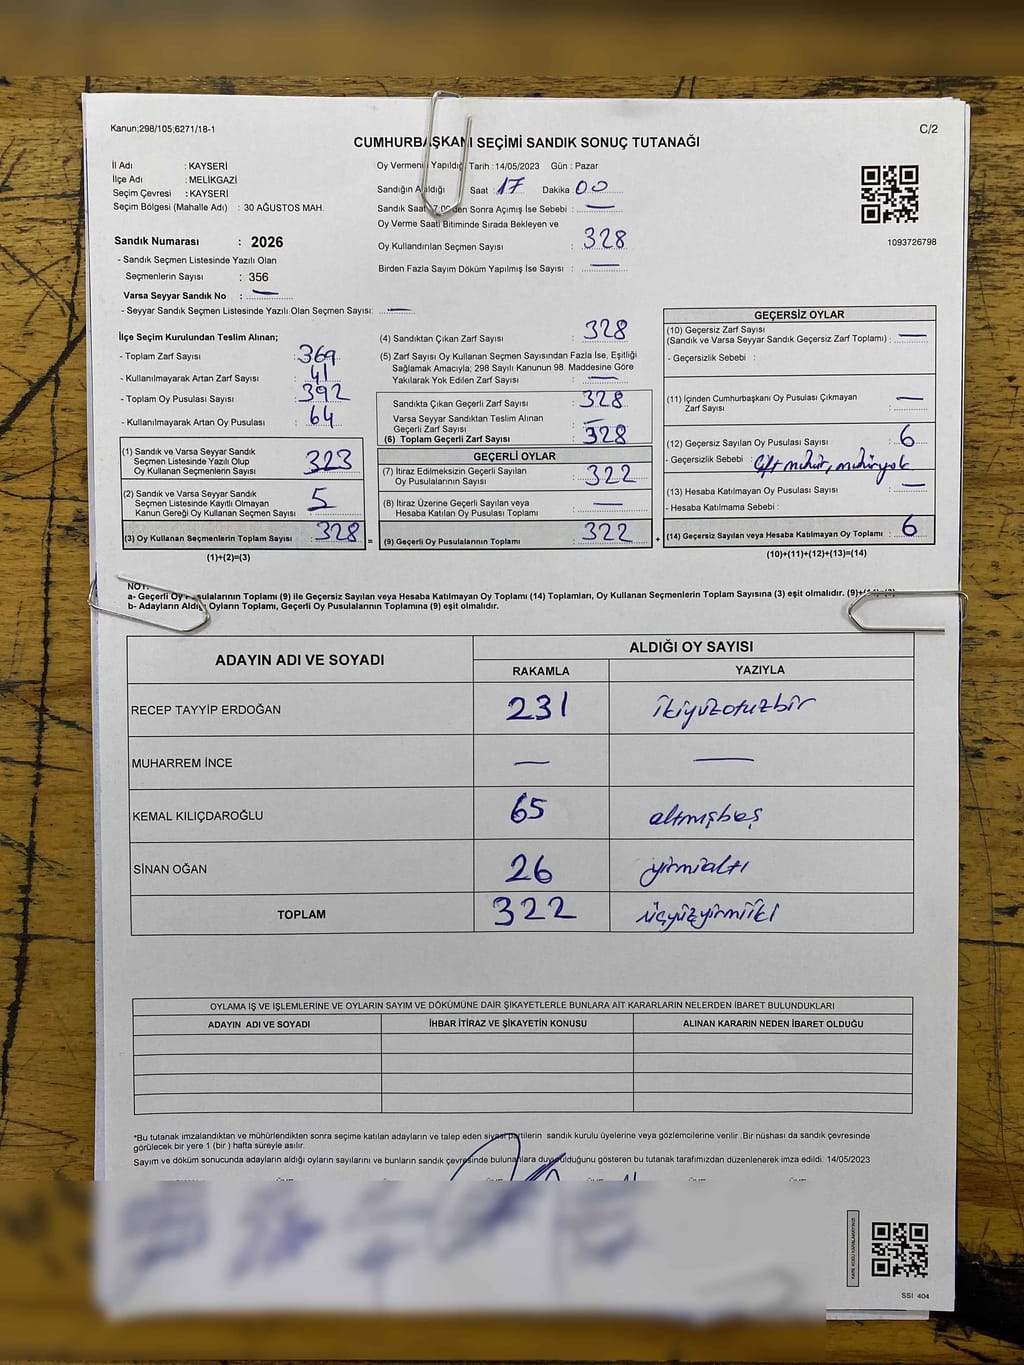 Kanun;298/105;6271/18-1
C/2
CUMHURBAŞKANI SEÇİMİ SANDIK SONUÇ TUTANAĞI
İl Adı : KAYSERİ
İlçe Adı : MELİKGAZİ
Seçim Çevresi : KAYSERİ
Seçim Bölgesi (Mahalle Adı) : 30 AĞUSTOS MAH.
Sandık Numarası : 2026
- Sandık Seçmen Listesinde Yazılı Olan
Seçmenlerin Sayısı : 356
Varsa Seyyar Sandık No : —
- Seyyar Sandık Seçmen Listesinde Yazılı Olan Seçmen Sayısı: —
Oy Vermeni Yapıldığı Tarih : 14/05/2023 Gün : Pazar
Sandığın Açıldığı Saat : 17 Dakika 00
Sandık Saat 7.00'den Sonra Açımış İse Sebebi : —
Oy Verme Saati Bitiminde Sırada Bekleyen ve
Oy Kullandırılan Seçmen Sayısı : 328
Birden Fazla Sayım Döküm Yapılmış İse Sayısı : —
1093726798
İlçe Seçim Kurulundan Teslim Alınan;
- Toplam Zarf Sayısı : 369
- Kullanılmayarak Artan Zarf Sayısı : 41
- Toplam Oy Pusulası Sayısı : 392
- Kullanılmayarak Artan Oy Pusulası : 64
(1) Sandık ve Varsa Seyyar Sandık
Seçmen Listesinde Yazılı Olup
Oy Kullanan Seçmenlerin Sayısı : 323
(2) Sandık ve Varsa Seyyar Sandık
Seçmen Listesinde Kayıtlı Olmayan
Kanun Gereği Oy Kullanan Seçmen Sayısı : 5
(3) Oy Kullanan Seçmenlerin Toplam Sayısı : 328 =
(1)+(2)=(3)
(4) Sandıktan Çıkan Zarf Sayısı : 328
(5) Zarf Sayısı Oy Kullanan Seçmen Sayısından Fazla İse, Eşitliği
Sağlamak Amacıyla; 298 Sayılı Kanunun 98. Maddesine Göre
Yakılarak Yok Edilen Zarf Sayısı : —
Sandıkta Çıkan Geçerli Zarf Sayısı : 328
Varsa Seyyar Sandıktan Teslim Alınan
Geçerli Zarf Sayısı : —
(6) Toplam Geçerli Zarf Sayısı : 328
GEÇERLİ OYLAR
(7) İtiraz Edilmeksizin Geçerli Sayılan
Oy Pusulalarının Sayısı : 322
(8) İtiraz Üzerine Geçerli Sayılan veya
Hesaba Katılan Oy Pusulası Toplamı : —
(9) Geçerli Oy Pusulalarının Toplamı : 322 +
GEÇERSİZ OYLAR
(10) Geçersiz Zarf Sayısı
(Sandık ve Varsa Seyyar Sandık Geçersiz Zarf Toplamı) : —
- Geçersizlik Sebebi :
(11) İçinden Cumhurbaşkanı Oy Pusulası Çıkmayan
Zarf Sayısı : —
(12) Geçersiz Sayılan Oy Pusulası Sayısı : 6
- Geçersizlik Sebebi : Çift mühür, mühür yok
(13) Hesaba Katılmayan Oy Pusulası Sayısı : —
- Hesaba Katılmama Sebebi :
(14) Geçersiz Sayılan veya Hesaba Katılmayan Oy Toplamı : 6
(10)+(11)+(12)+(13)=(14)
NOT:
a- Geçerli Oy Pusulalarının Toplamı (9) ile Geçersiz Sayılan veya Hesaba Katılmayan Oy Toplamı (14) Toplamları, Oy Kullanan Seçmenlerin Toplam Sayısına (3) eşit olmalıdır. (9)+(14)=(3)
b- Adayların Aldığı Oyların Toplamı, Geçerli Oy Pusulalarının Toplamına (9) eşit olmalıdır.
ADAYIN ADI VE SOYADI ALDIĞI OY SAYISI
RAKAMLA YAZIYLA
RECEP TAYYİP ERDOĞAN 231 ikiyüzotuzbir
MUHARREM İNCE — —
KEMAL KILIÇDAROĞLU 65 altmışbeş
SİNAN OĞAN 26 yirmialtı
TOPLAM 322 üçyüzyirmiiki
OYLAMA İŞ VE İŞLEMLERİNE VE OYLARIN SAYIM VE DÖKÜMÜNE DAİR ŞİKAYETLERLE BUNLARA AİT KARARLARIN NELERDEN İBARET BULUNDUKLARI
ADAYIN ADI VE SOYADI İHBAR İTİRAZ VE ŞİKAYETİN KONUSU ALINAN KARARIN NEDEN İBARET OLDUĞU
*Bu tutanak imzalandıktan ve mühürlendikten sonra seçime katılan adayların ve talep eden siyasi partilerin sandık kurulu üyelerine veya gözlemcilerine verilir .Bir nüshası da sandık çevresinde
görülecek bir yere 1 (bir ) hafta süreyle asılır.
Sayım ve döküm sonucunda adayların aldığı oyların sayılarını ve bunların sandık çevresinde bulunanlara duyurulduğunu gösteren bu tutanak tarafımızdan düzenlenerek imza edildi. 14/05/2023
SSI 404